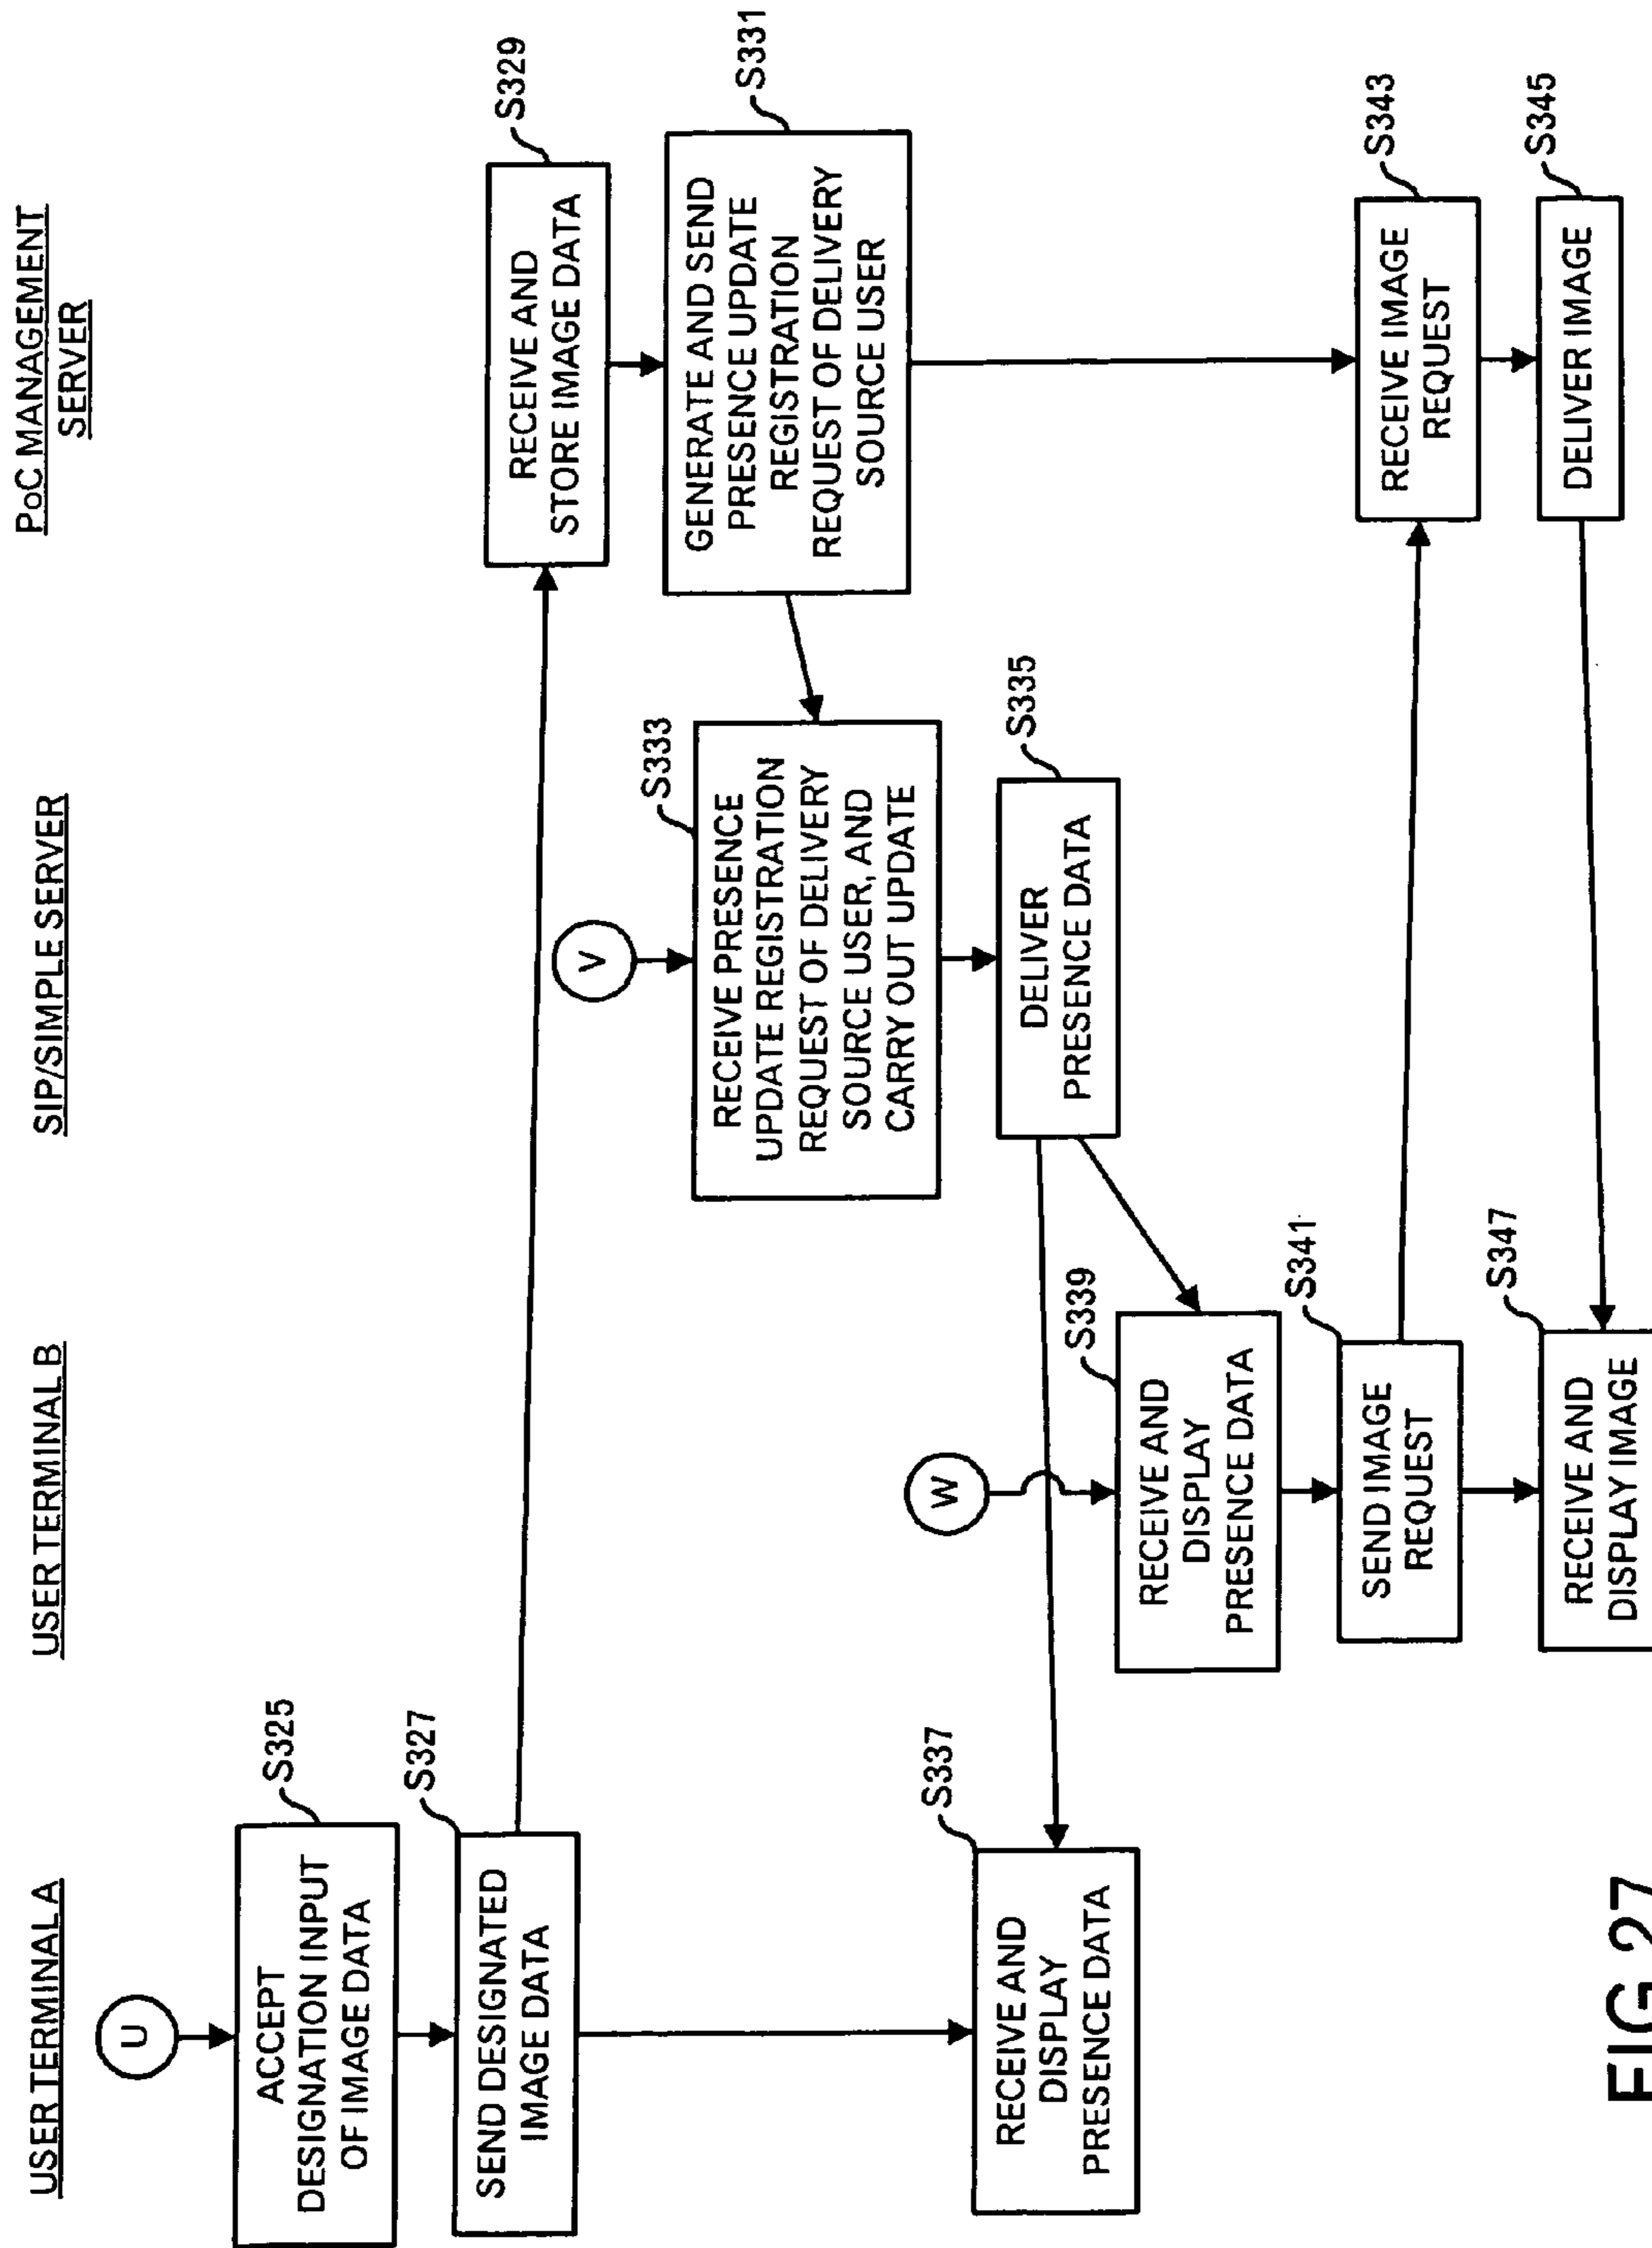 USER TERMINAL A
USER TERMINAL B
SIP/SIMPLE SERVER
PoC MANAGEMENT
SERVER
U
S325
ACCEPT
DESIGNATION INPUT
OF IMAGE DATA
S327
SEND DESIGNATED
IMAGE DATA
S329
RECEIVE AND
STORE IMAGE DATA
S331
GENERATE AND SEND
PRESENCE UPDATE
REGISTRATION
REQUEST OF DELIVERY
SOURCE USER
V
S333
RECEIVE PRESENCE
UPDATE REGISTRATION
REQUEST OF DELIVERY
SOURCE USER, AND
CARRY OUT UPDATE
S335
DELIVER
PRESENCE DATA
S337
RECEIVE AND
DISPLAY
PRESENCE DATA
W
S339
RECEIVE AND
DISPLAY
PRESENCE DATA
S341
SEND IMAGE
REQUEST
S343
RECEIVE IMAGE
REQUEST
S345
DELIVER IMAGE
S347
RECEIVE AND
DISPLAY IMAGE
FIG.27